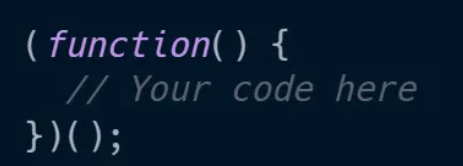 (function() {
  // Your code here
})();